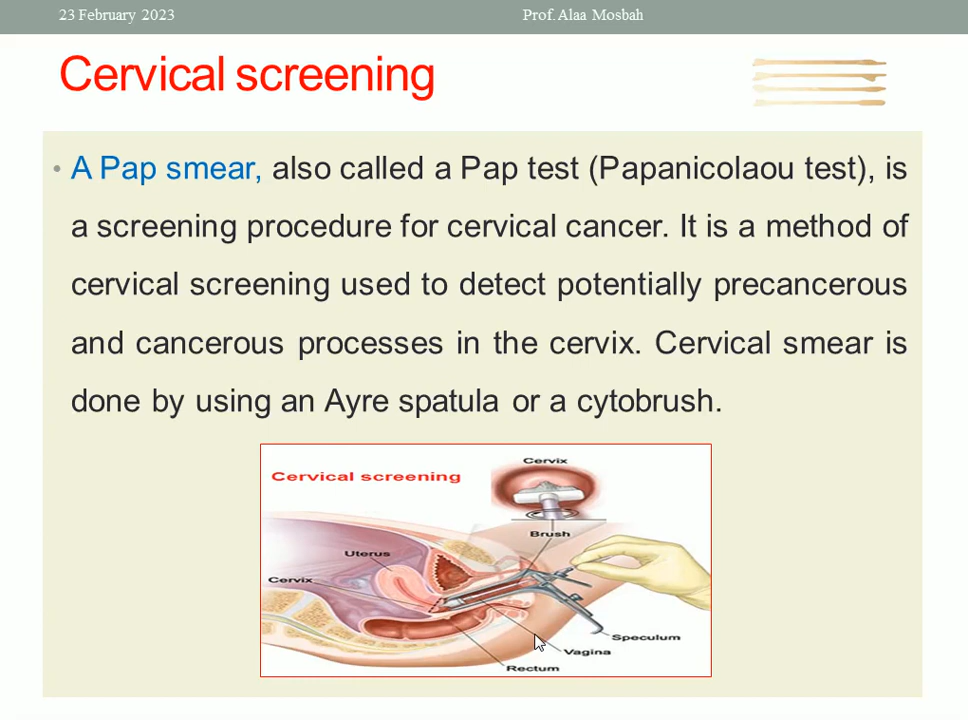 23 February 2023 Prof. Alaa Mosbah
Cervical screening
• A Pap smear, also called a Pap test (Papanicolaou test), is
a screening procedure for cervical cancer. It is a method of
cervical screening used to detect potentially precancerous
and cancerous processes in the cervix. Cervical smear is
done by using an Ayre spatula or a cytobrush.
Cervix
Cervical screening
Brush
Uterus
Cervix
Speculum
Vagina
Rectum